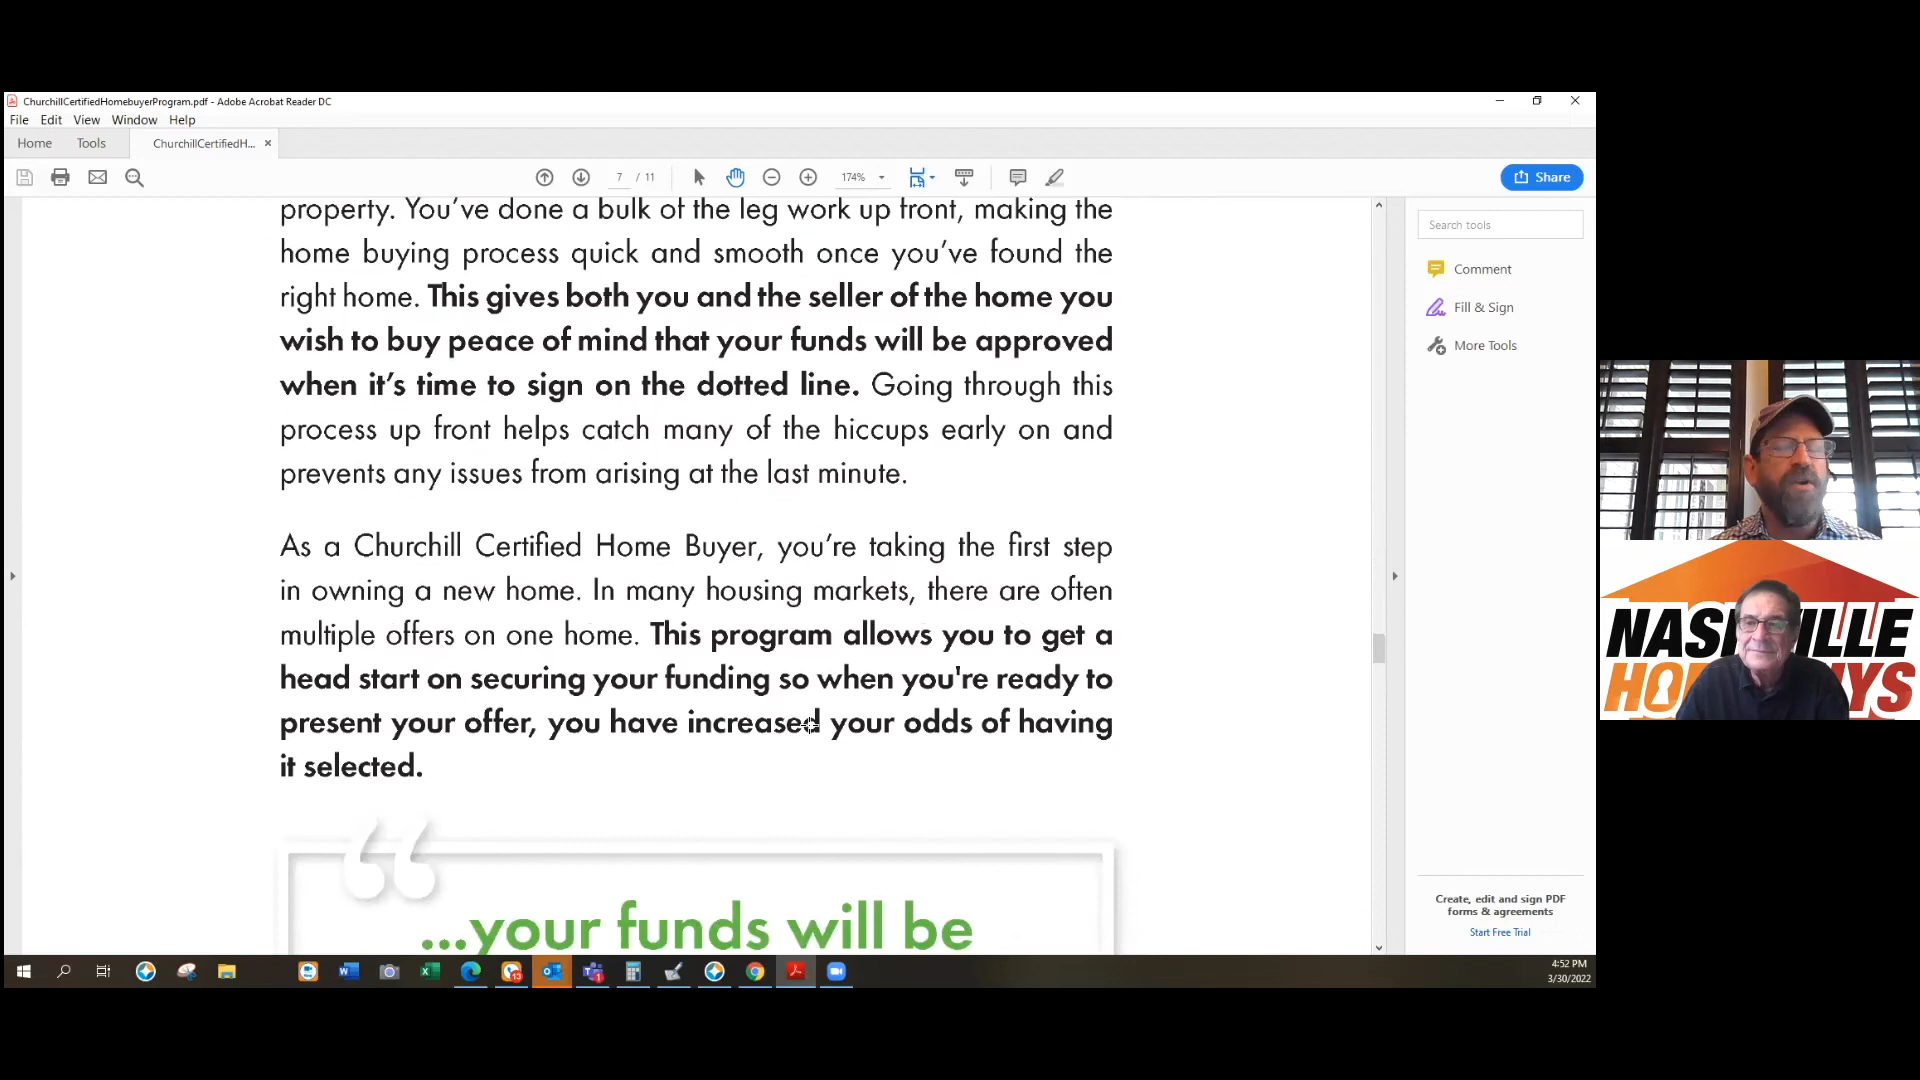 ChurchillCertifiedHomebuyerProgram.pdf - Adobe Acrobat Reader DC
File Edit View Window Help
Home Tools ChurchillCertifiedH... ×
7 / 11 174% Share
property. You've done a bulk of the leg work up front, making the
home buying process quick and smooth once you've found the
right home. This gives both you and the seller of the home you
wish to buy peace of mind that your funds will be approved
when it's time to sign on the dotted line. Going through this
process up front helps catch many of the hiccups early on and
prevents any issues from arising at the last minute.
As a Churchill Certified Home Buyer, you're taking the first step
in owning a new home. In many housing markets, there are often
multiple offers on one home. This program allows you to get a
head start on securing your funding so when you're ready to
present your offer, you have increased your odds of having
it selected.
“
...your funds will be
Search tools
Comment
Fill & Sign
More Tools
Create, edit and sign PDF
forms & agreements
Start Free Trial
4:52 PM
3/30/2022